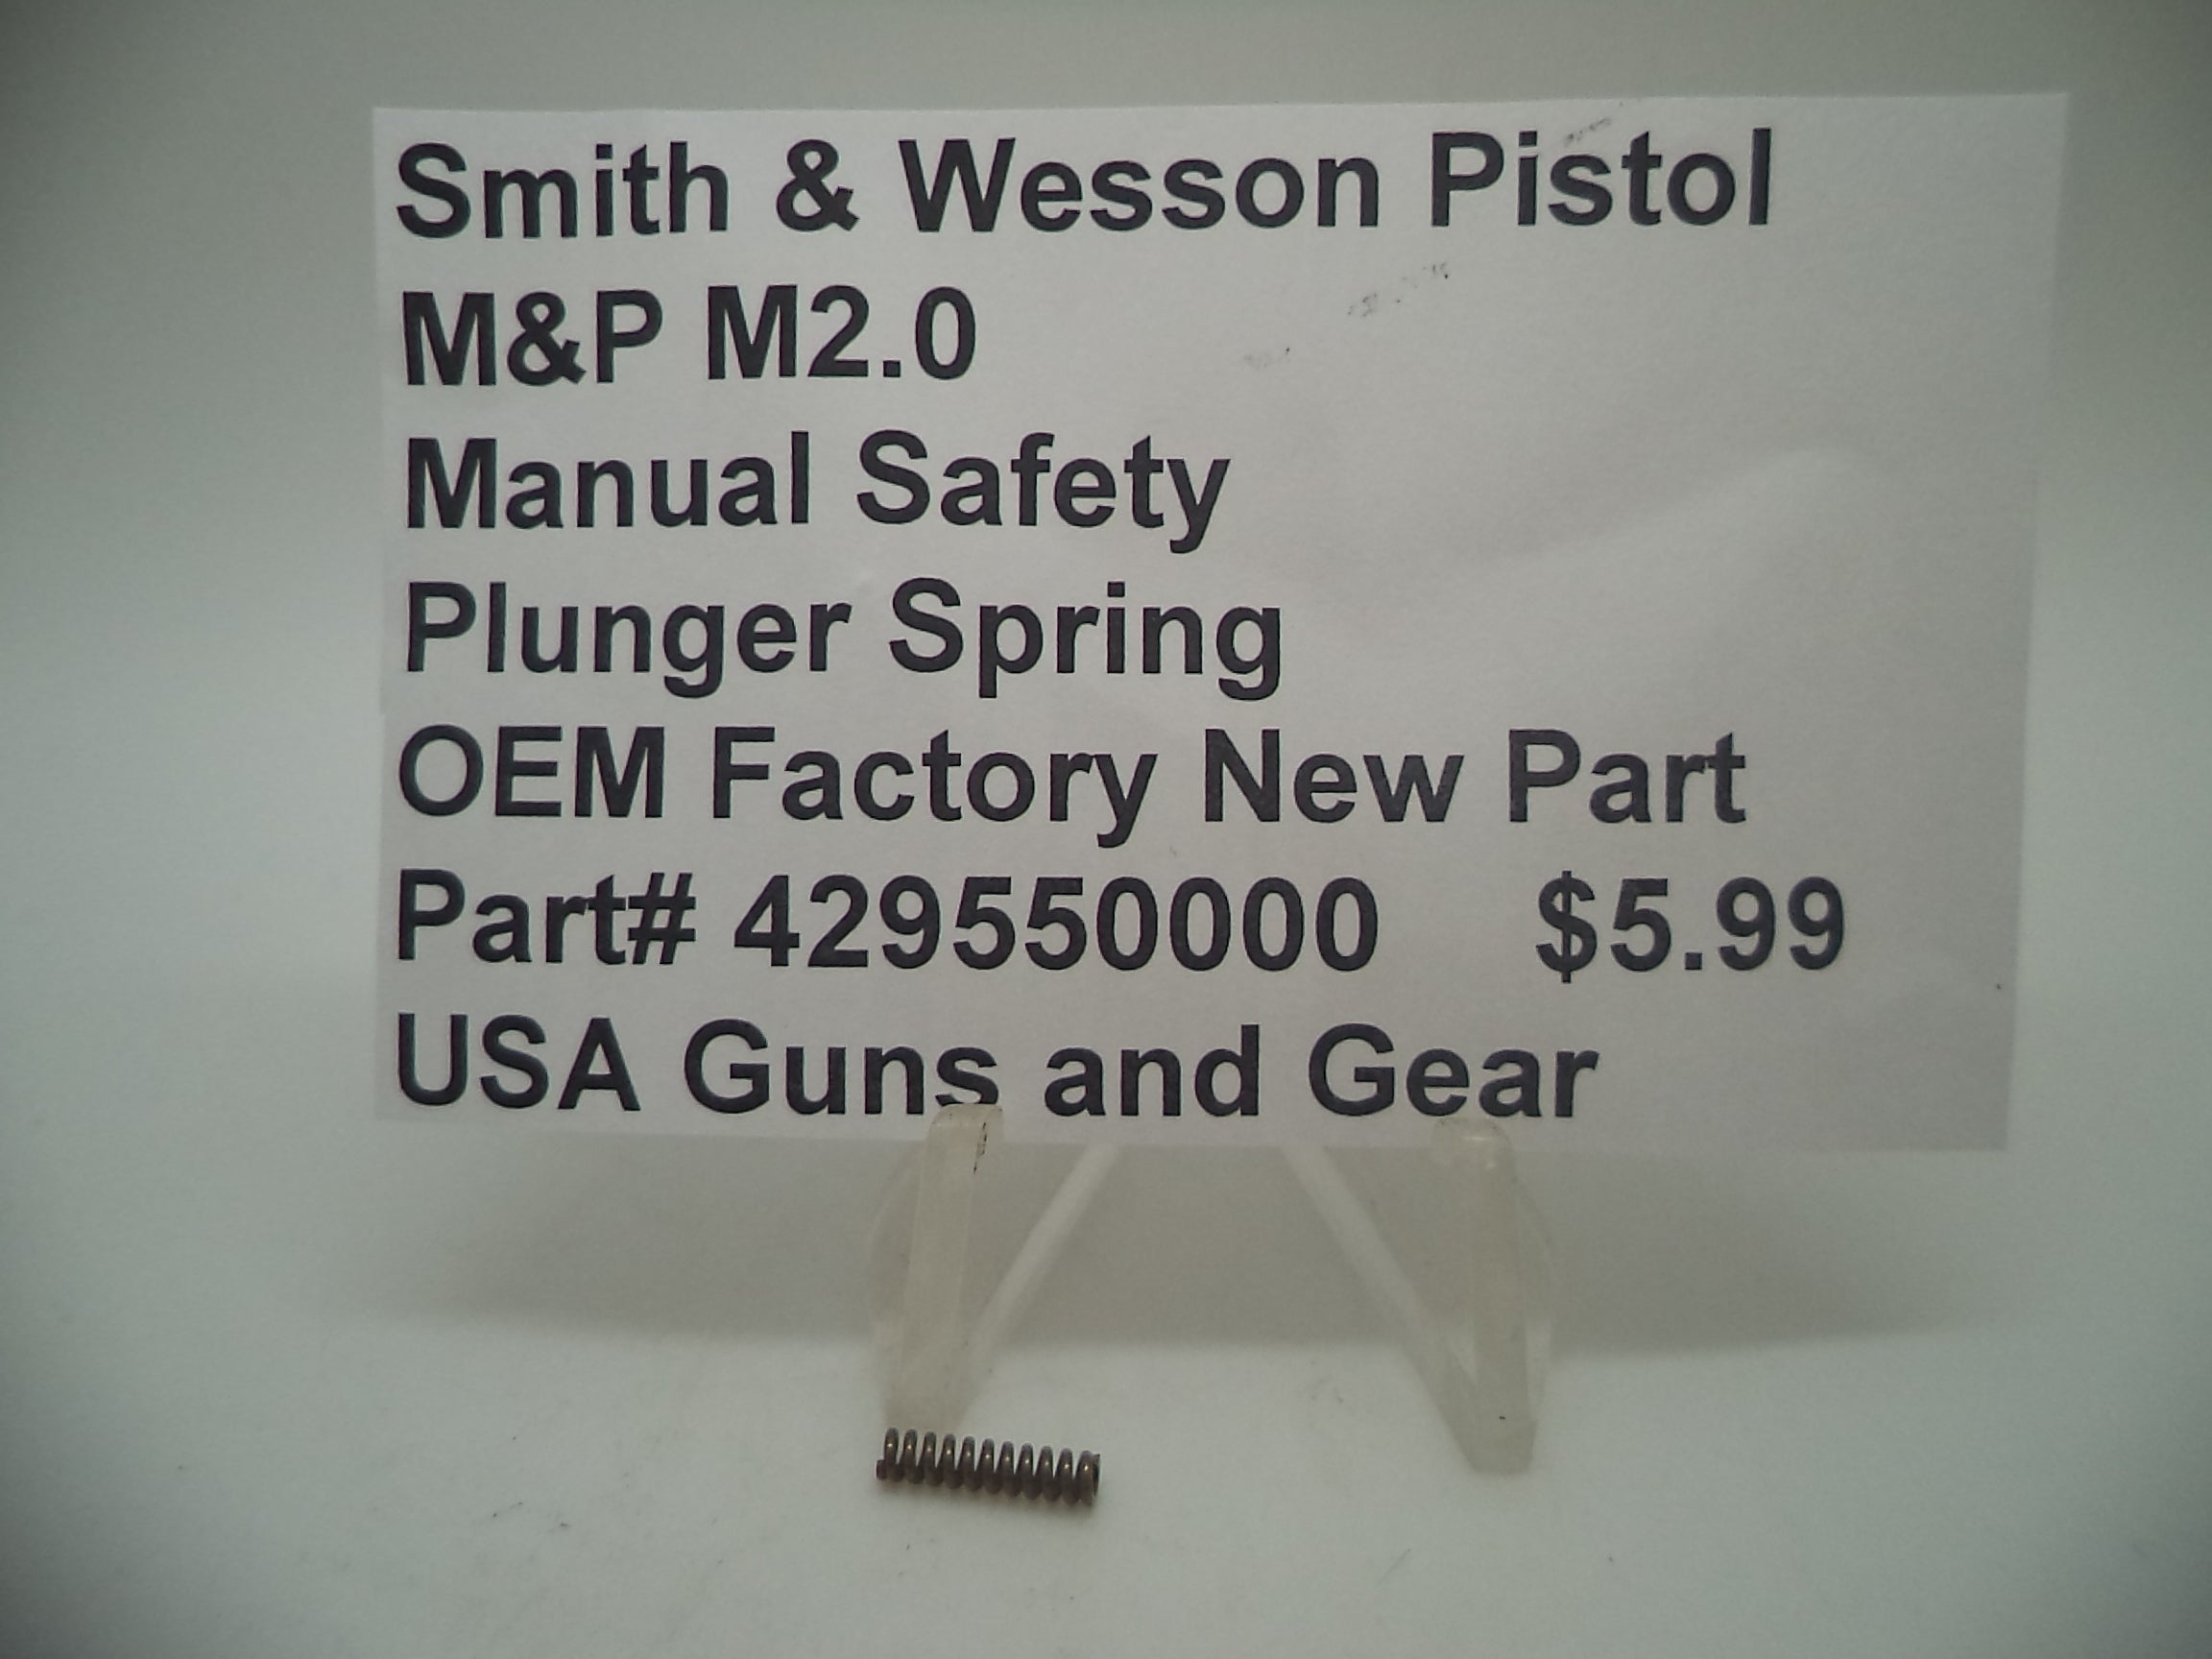 Smith & Wesson Pistol
M&P M2.0
Manual Safety
Plunger Spring
OEM Factory New Part
Part# 429550000 $5.99
USA Guns and Gear